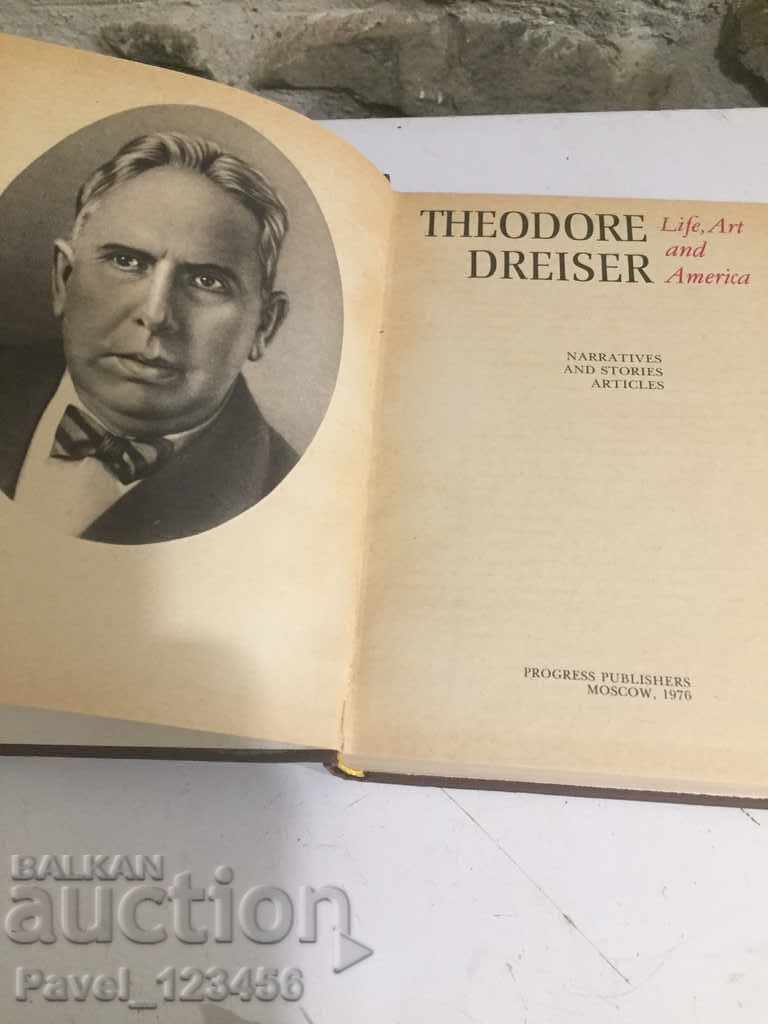 THEODORE
DREISER
Life, Art
and
America
NARRATIVES
AND STORIES
ARTICLES
PROGRESS PUBLISHERS
MOSCOW, 1976
BALKAN
auction
Pavel_123456